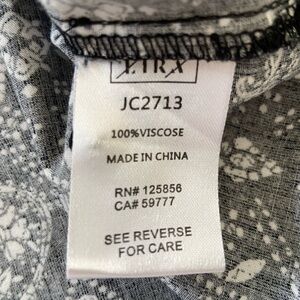 JC2713
100%VISCOSE
MADE IN CHINA
RN# 125856
CA# 59777
SEE REVERSE
FOR CARE